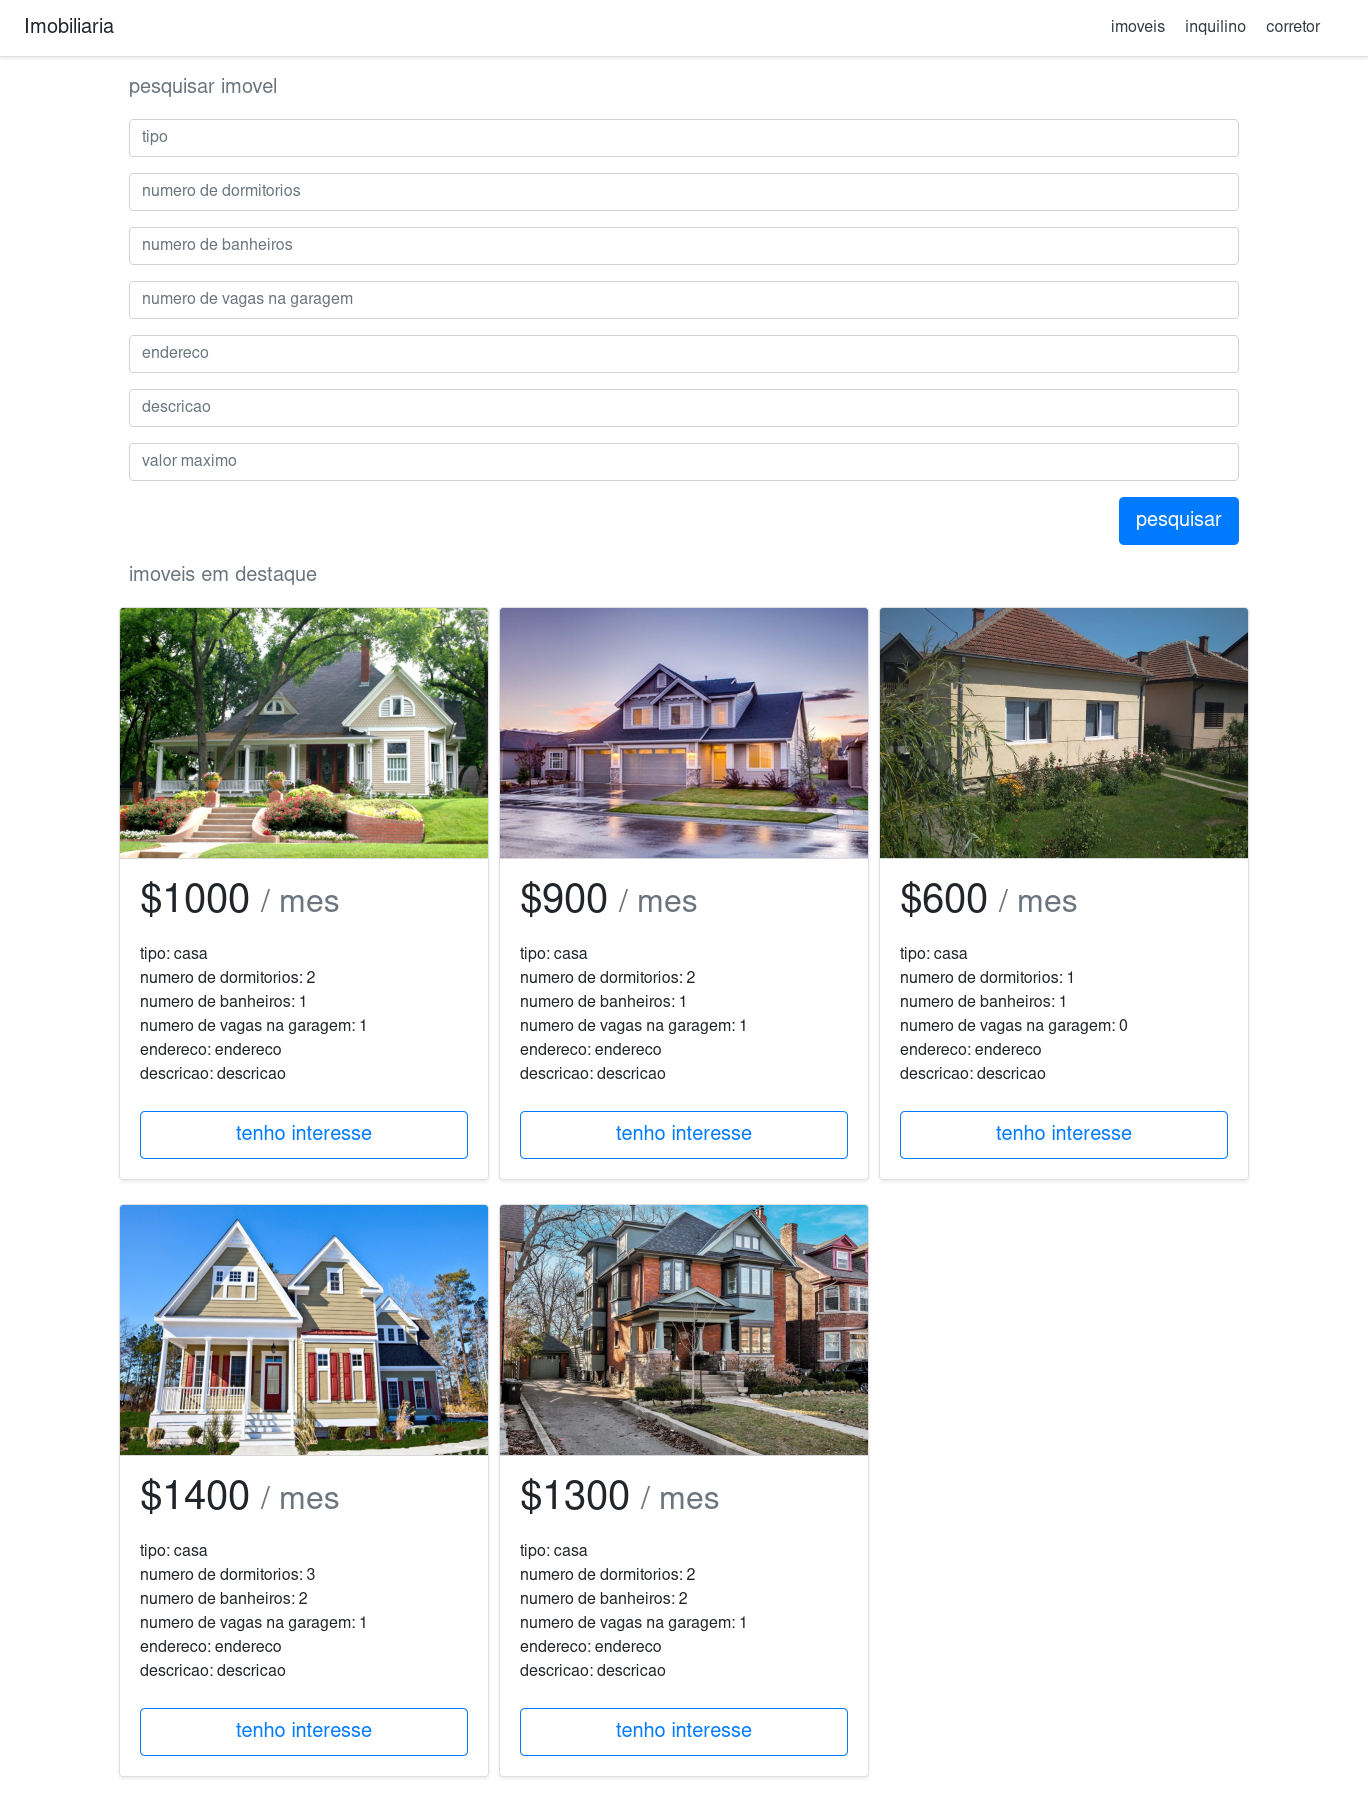 Imobiliaria
imoveis inquilino corretor
pesquisar imovel
tipo
numero de dormitorios
numero de banheiros
numero de vagas na garagem
endereco
descricao
valor maximo
pesquisar
imoveis em destaque
$1000 / mes
tipo: casa
numero de dormitorios: 2
numero de banheiros: 1
numero de vagas na garagem: 1
endereco: endereco
descricao: descricao
tenho interesse
$900 / mes
tipo: casa
numero de dormitorios: 2
numero de banheiros: 1
numero de vagas na garagem: 1
endereco: endereco
descricao: descricao
tenho interesse
$600 / mes
tipo: casa
numero de dormitorios: 1
numero de banheiros: 1
numero de vagas na garagem: 0
endereco: endereco
descricao: descricao
tenho interesse
$1400 / mes
tipo: casa
numero de dormitorios: 3
numero de banheiros: 2
numero de vagas na garagem: 1
endereco: endereco
descricao: descricao
tenho interesse
$1300 / mes
tipo: casa
numero de dormitorios: 2
numero de banheiros: 2
numero de vagas na garagem: 1
endereco: endereco
descricao: descricao
tenho interesse